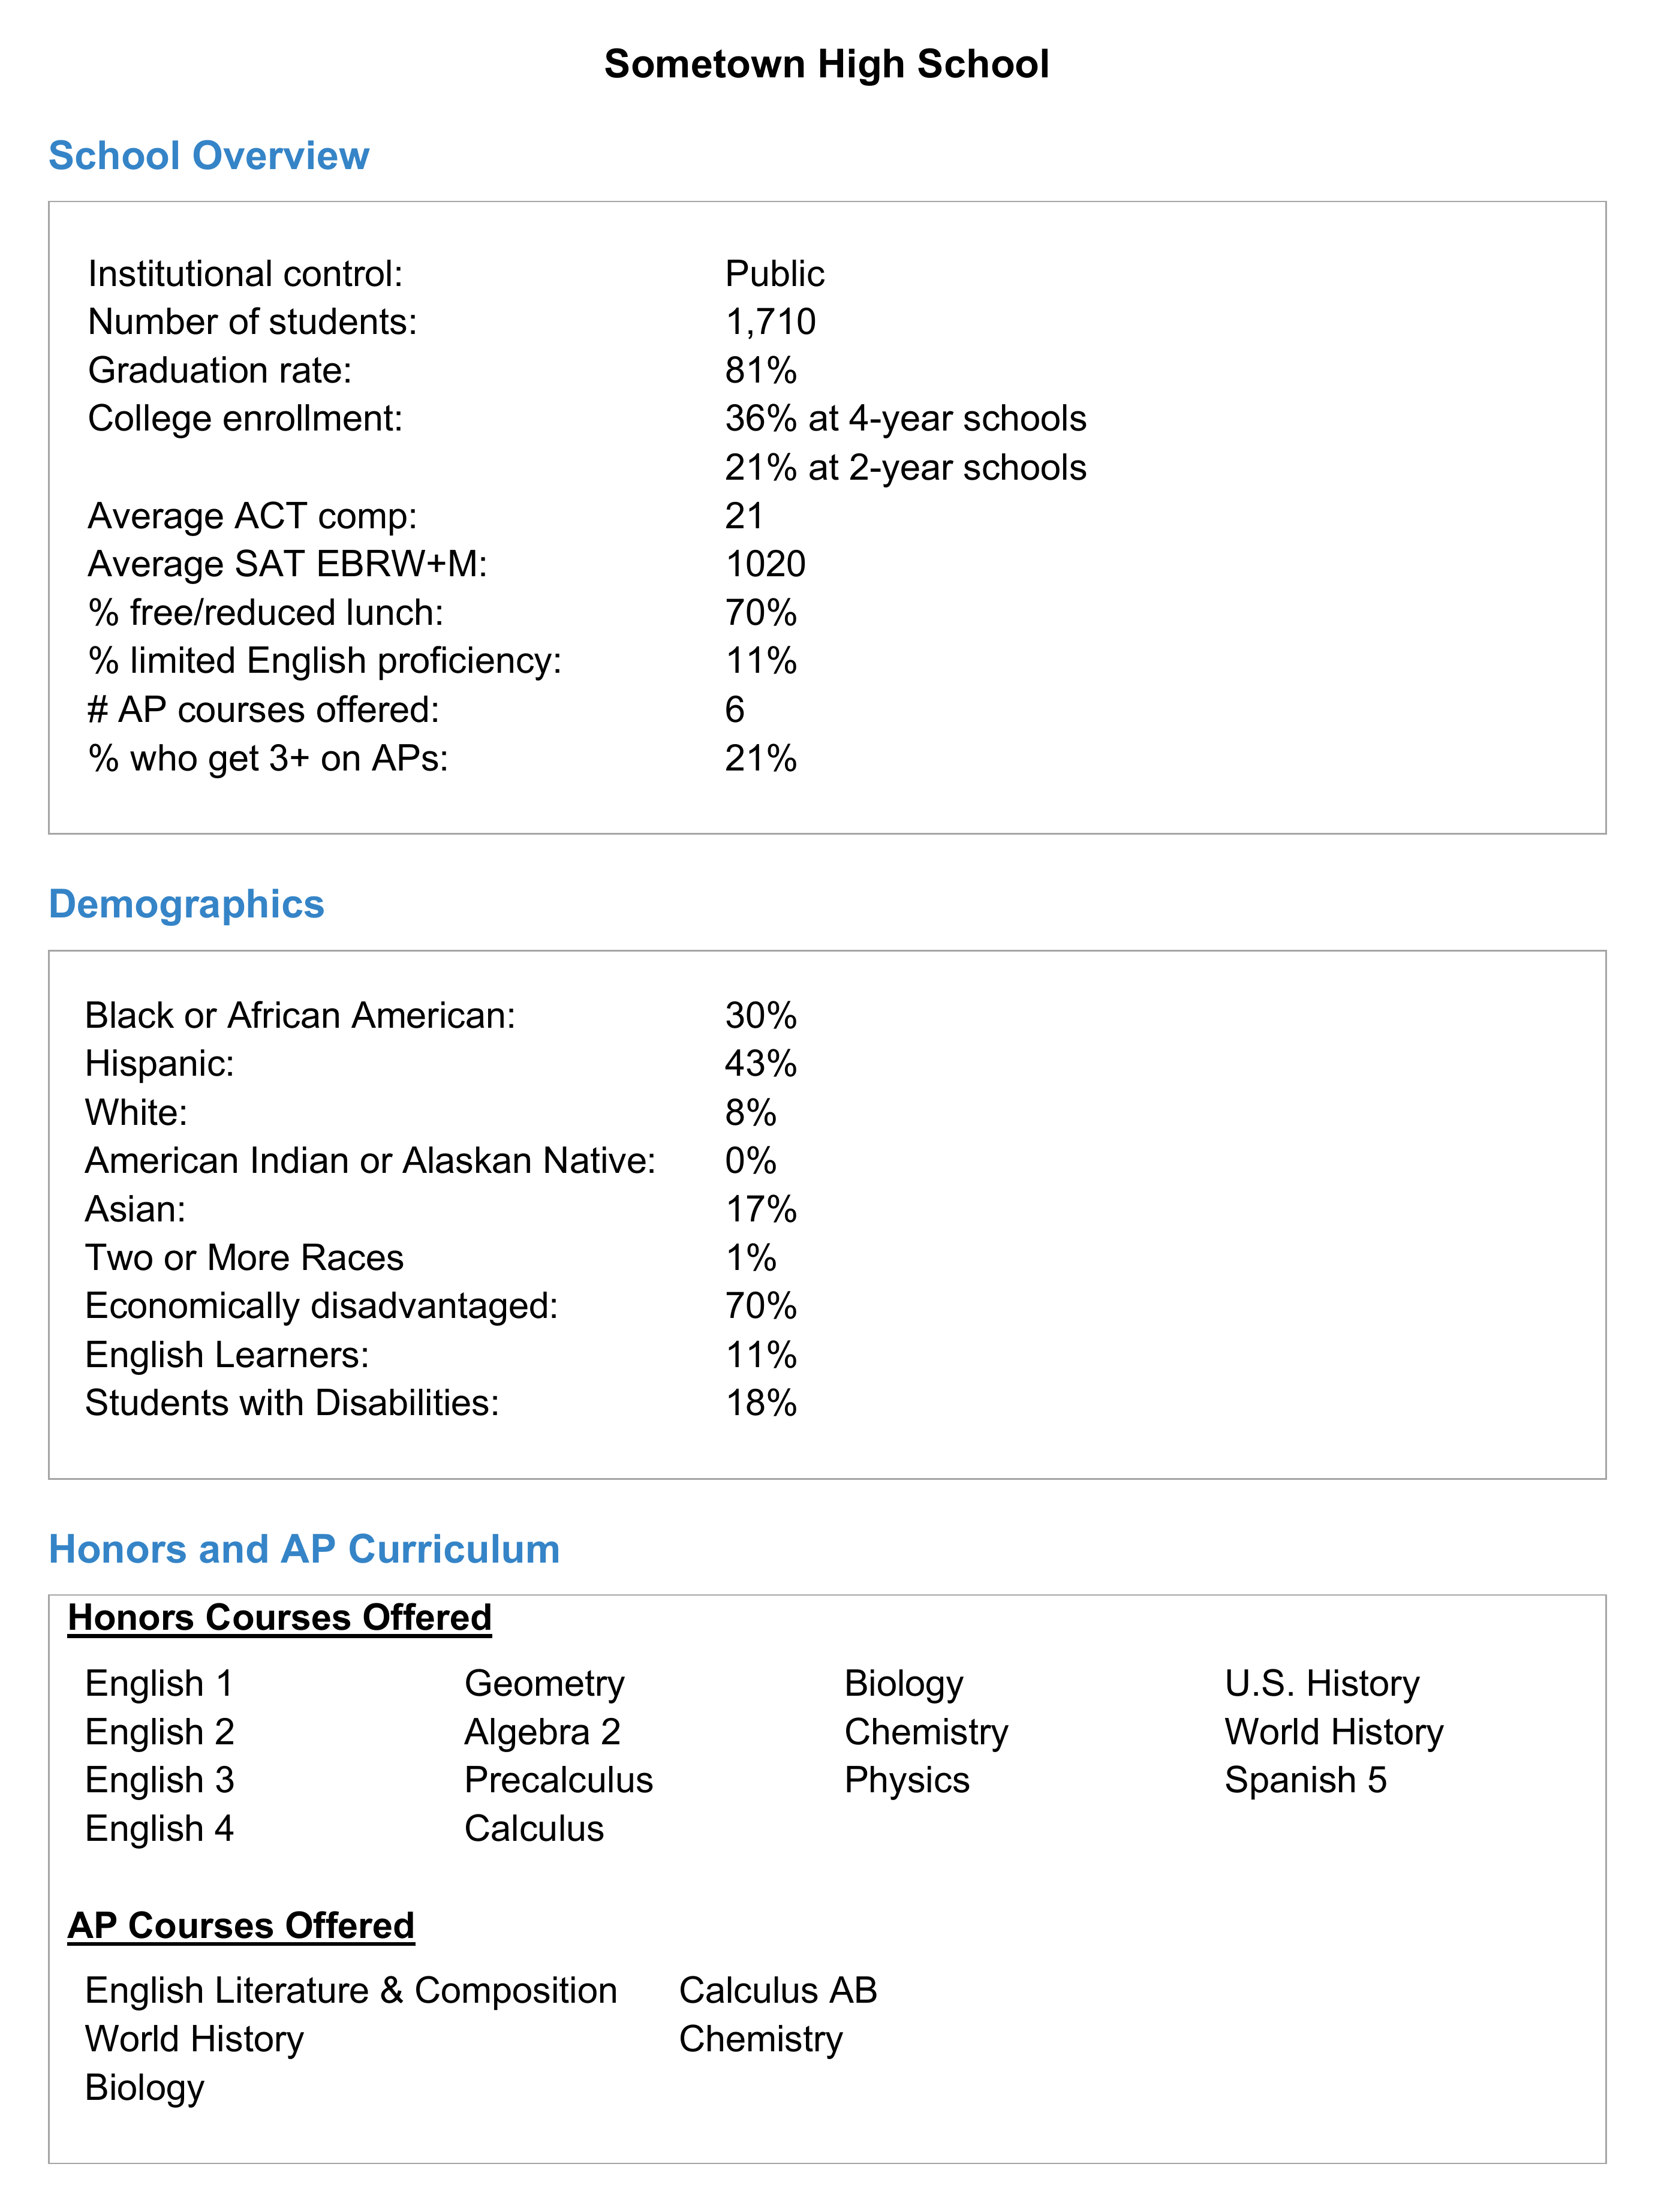 Sometown High School
School Overview
Institutional control: Public
Number of students: 1,710
Graduation rate: 81%
College enrollment: 36% at 4-year schools
21% at 2-year schools
Average ACT comp: 21
Average SAT EBRW+M: 1020
% free/reduced lunch: 70%
% limited English proficiency: 11%
# AP courses offered: 6
% who get 3+ on APs: 21%
Demographics
Black or African American: 30%
Hispanic: 43%
White: 8%
American Indian or Alaskan Native: 0%
Asian: 17%
Two or More Races 1%
Economically disadvantaged: 70%
English Learners: 11%
Students with Disabilities: 18%
Honors and AP Curriculum
Honors Courses Offered
English 1 Geometry Biology U.S. History
English 2 Algebra 2 Chemistry World History
English 3 Precalculus Physics Spanish 5
English 4 Calculus
AP Courses Offered
English Literature & Composition Calculus AB
World History Chemistry
Biology